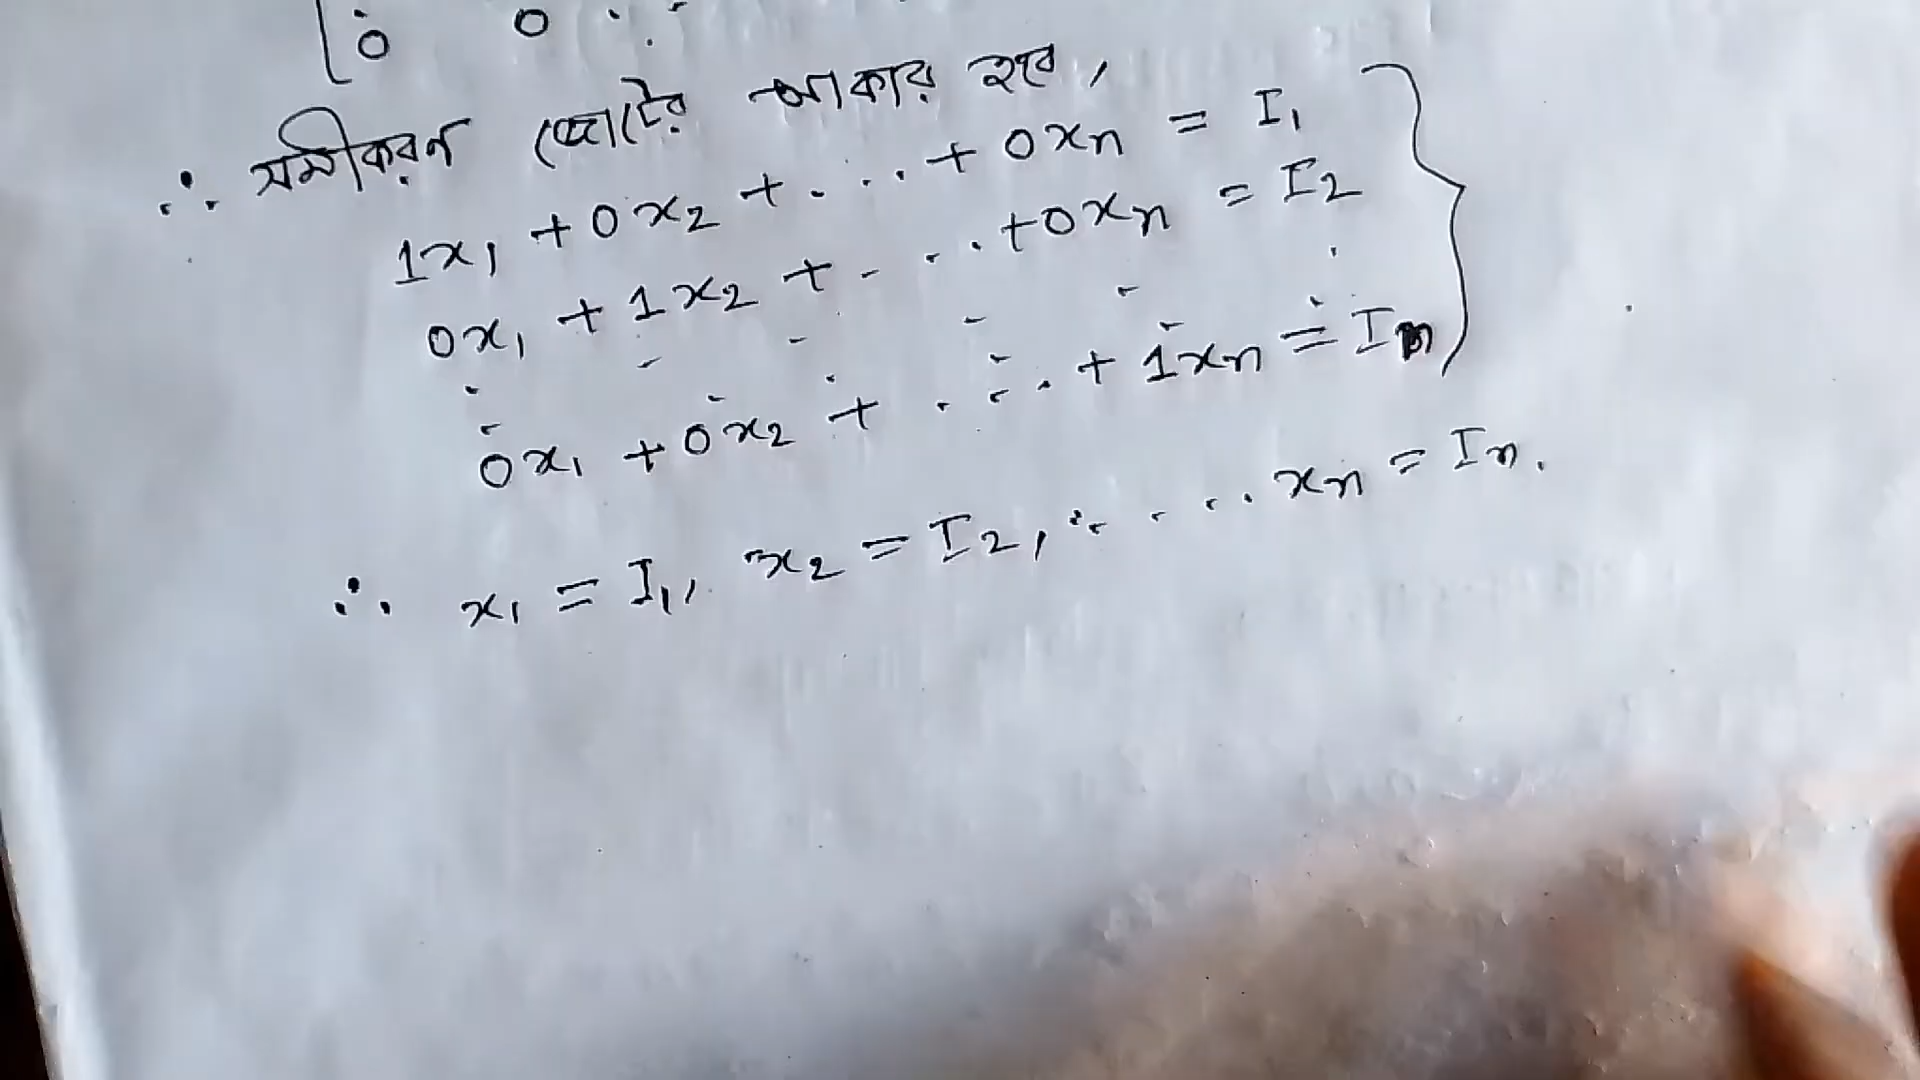 0 0 . .
∴ সমীকরণ জোটের আকার হবে,
1x₁ + 0x₂ + . . . . + 0xn = I₁
0x₁ + 1x₂ + . . . . + 0xn = I₂
0x₁ + 0x₂ + . . . . + 1xn = In
∴ x₁ = I₁, x₂ = I₂, . . . . . xn = In.